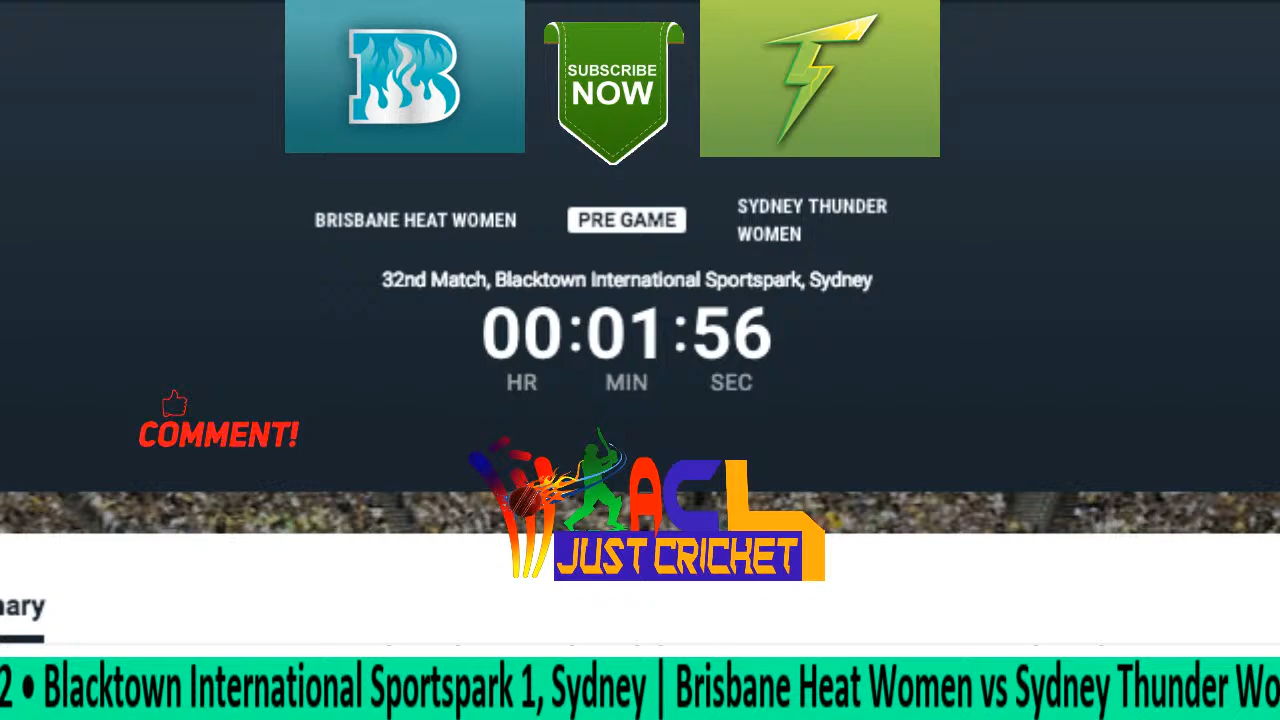 SUBSCRIBE
NOW
BRISBANE HEAT WOMEN
PRE GAME
SYDNEY THUNDER
WOMEN
32nd Match, Blacktown International Sportspark, Sydney
00:01:56
HR MIN SEC
COMMENT!
ACL
JUST CRICKET
nary
2 • Blacktown International Sportspark 1, Sydney | Brisbane Heat Women vs Sydney Thunder Wo